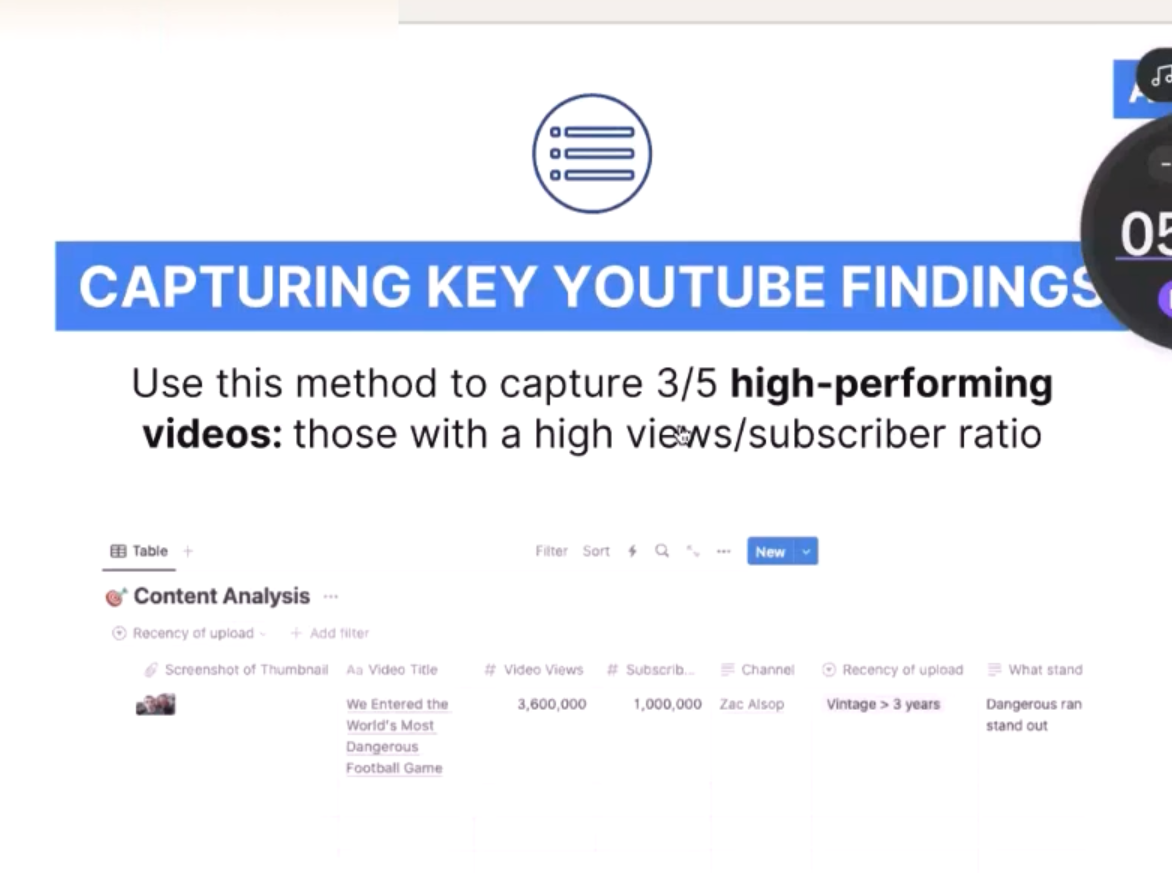 CAPTURING KEY YOUTUBE FINDINGS
05
Use this method to capture 3/5 high-performing
videos: those with a high views/subscriber ratio
Table +
Filter Sort ... New
Content Analysis ...
Recency of upload + Add filter
Screenshot of Thumbnail Aa Video Title # Video Views # Subscrib... Channel Recency of upload What stand
We Entered the 3,600,000 1,000,000 Zac Alsop Vintage > 3 years Dangerous ran
World's Most stand out
Dangerous
Football Game